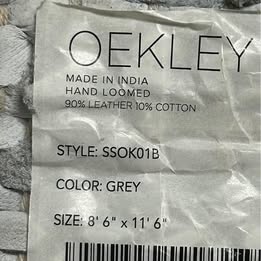 OEKLEY
MADE IN INDIA
HAND LOOMED
90% LEATHER 10% COTTON
STYLE: SSOK01B
COLOR: GREY
SIZE: 8' 6" x 11' 6"